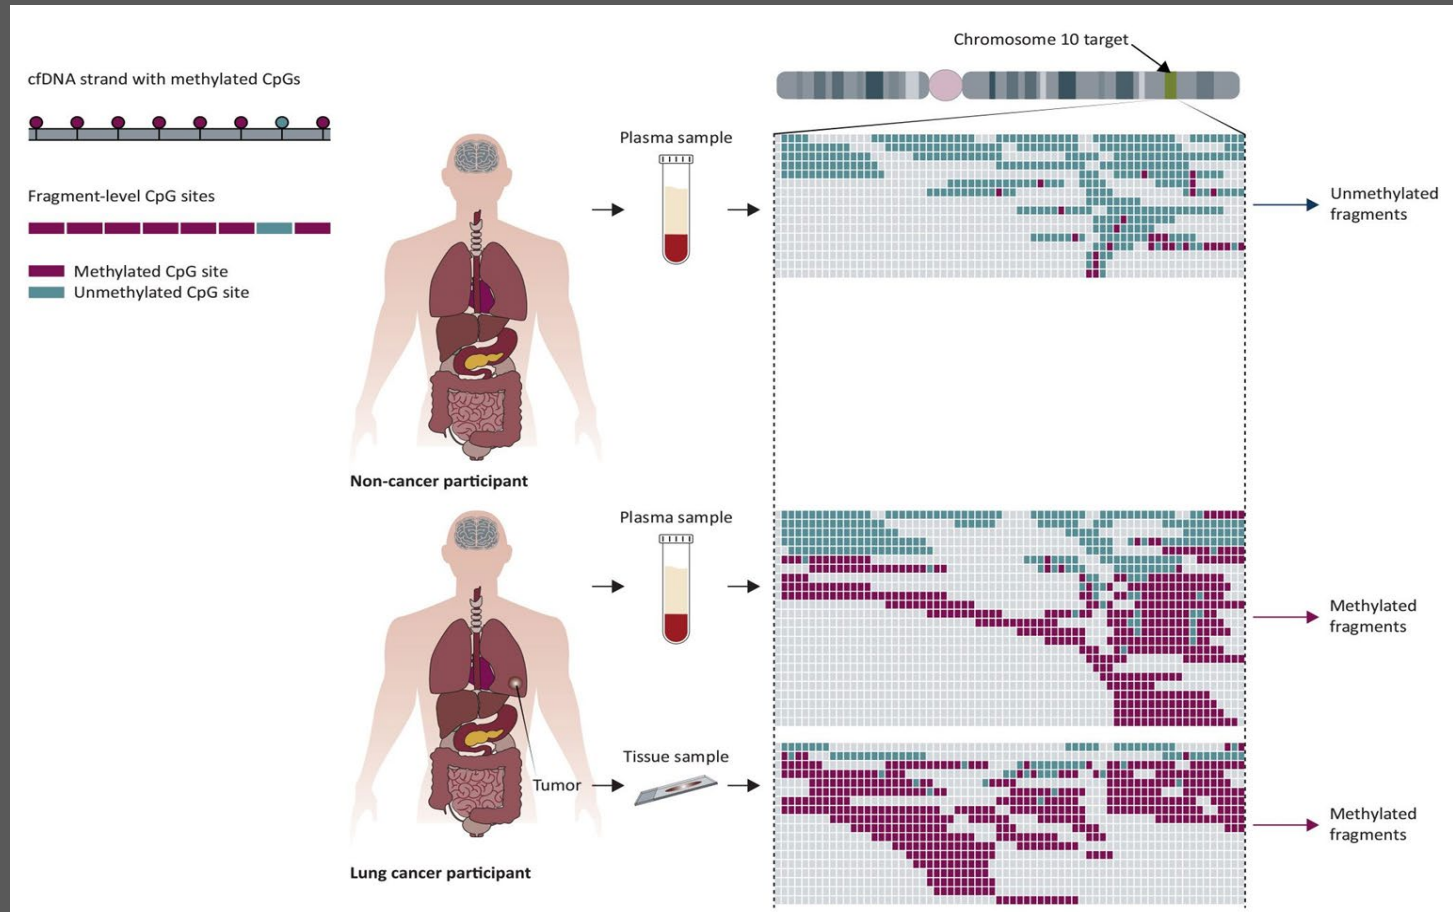 Chromosome 10 target
cfDNA strand with methylated CpGs
Plasma sample
Fragment-level CpG sites
Unmethylated
fragments
Methylated CpG site
Unmethylated CpG site
Non-cancer participant
Plasma sample
Methylated
fragments
Tissue sample
Tumor
Methylated
fragments
Lung cancer participant